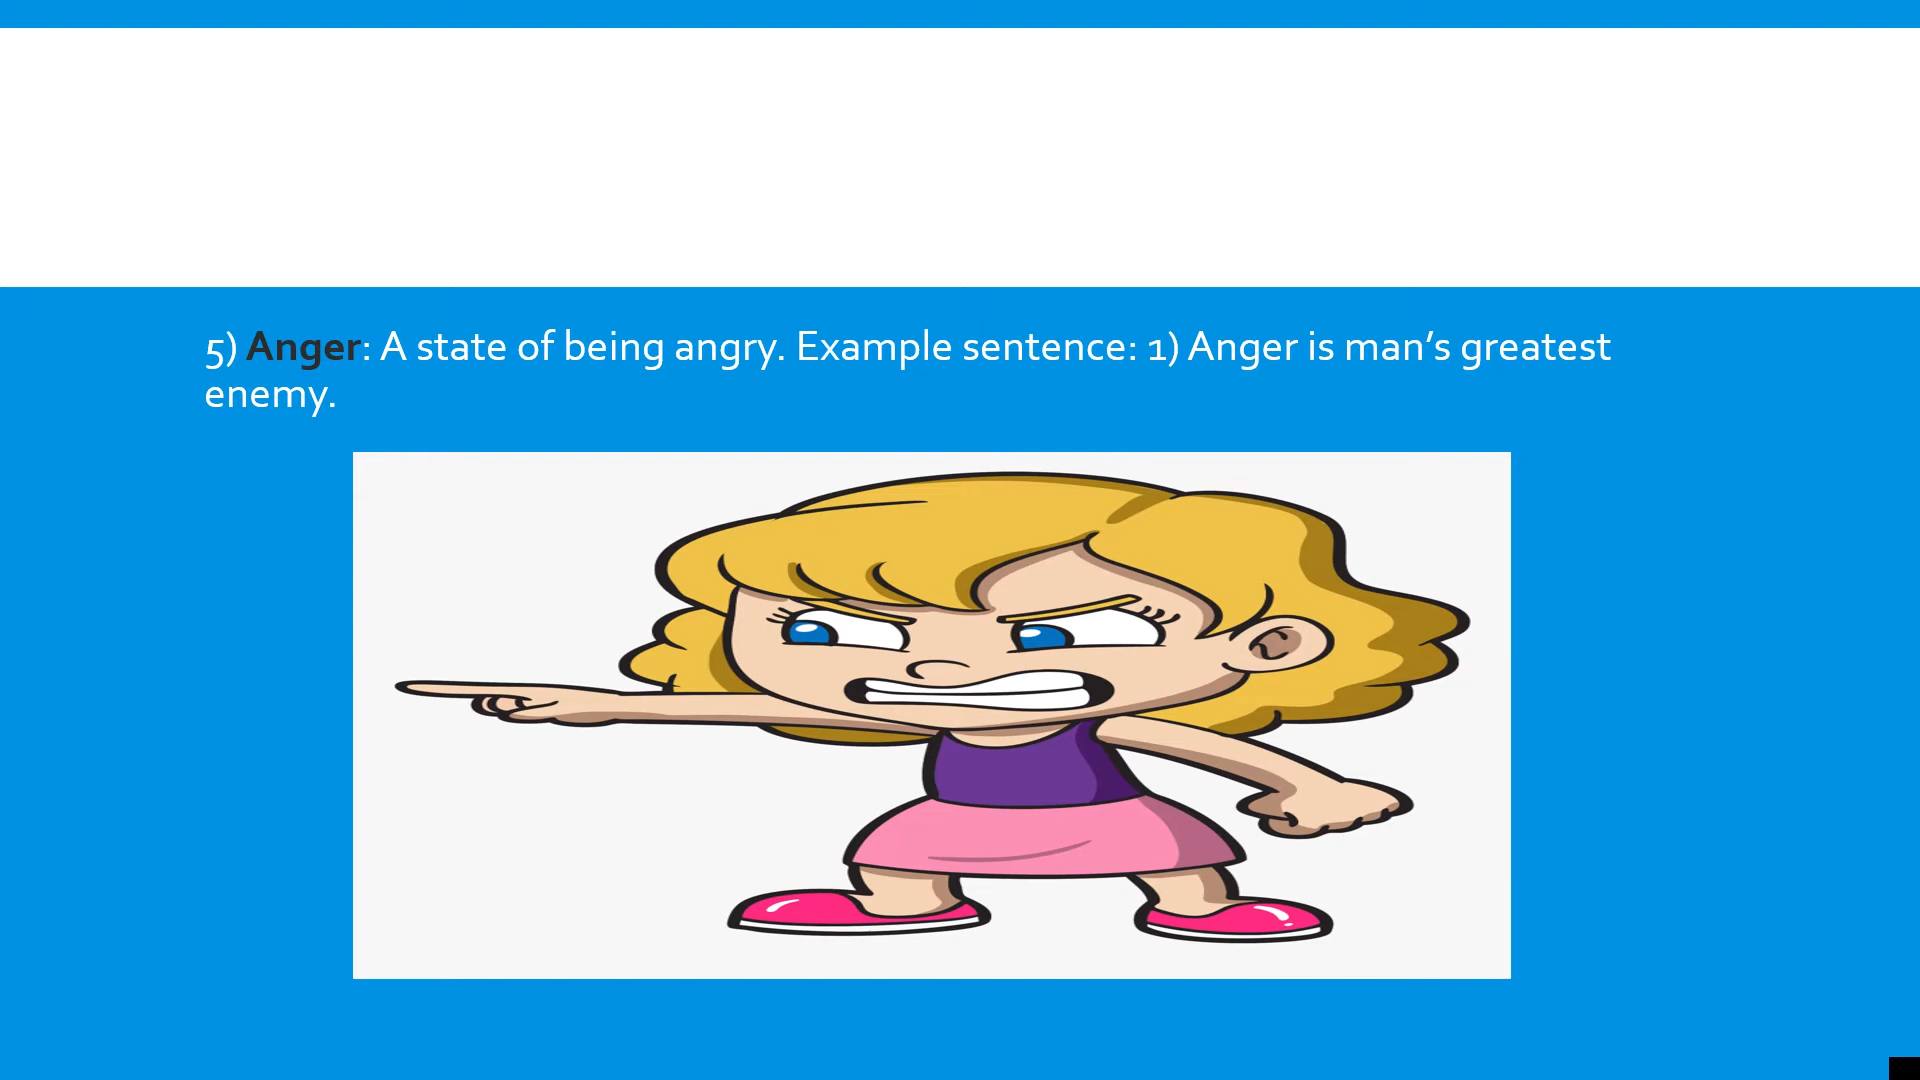 5) Anger: A state of being angry. Example sentence: 1) Anger is man’s greatest
enemy.